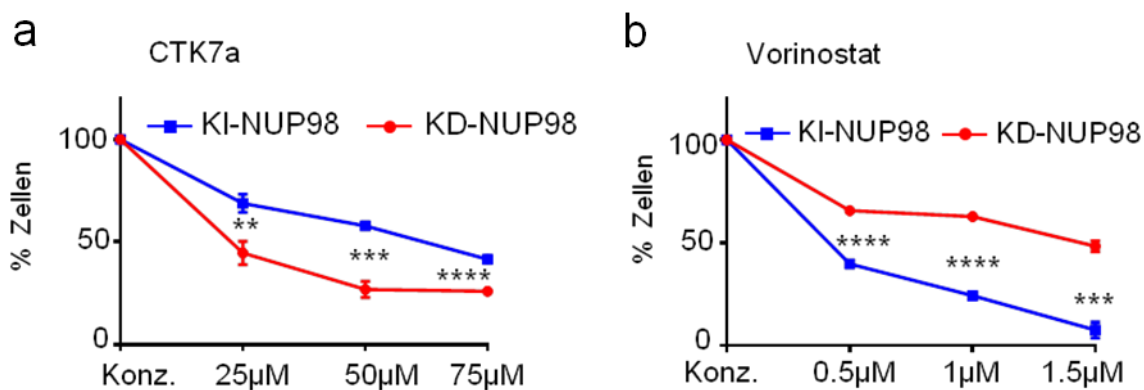 a
CTK7a
KI-NUP98 KD-NUP98
% Zellen
100
50
0
**
***
****
Konz. 25µM 50µM 75µM
b
Vorinostat
KI-NUP98 KD-NUP98
% Zellen
100
50
0
****
****
***
Konz. 0.5µM 1µM 1.5µM